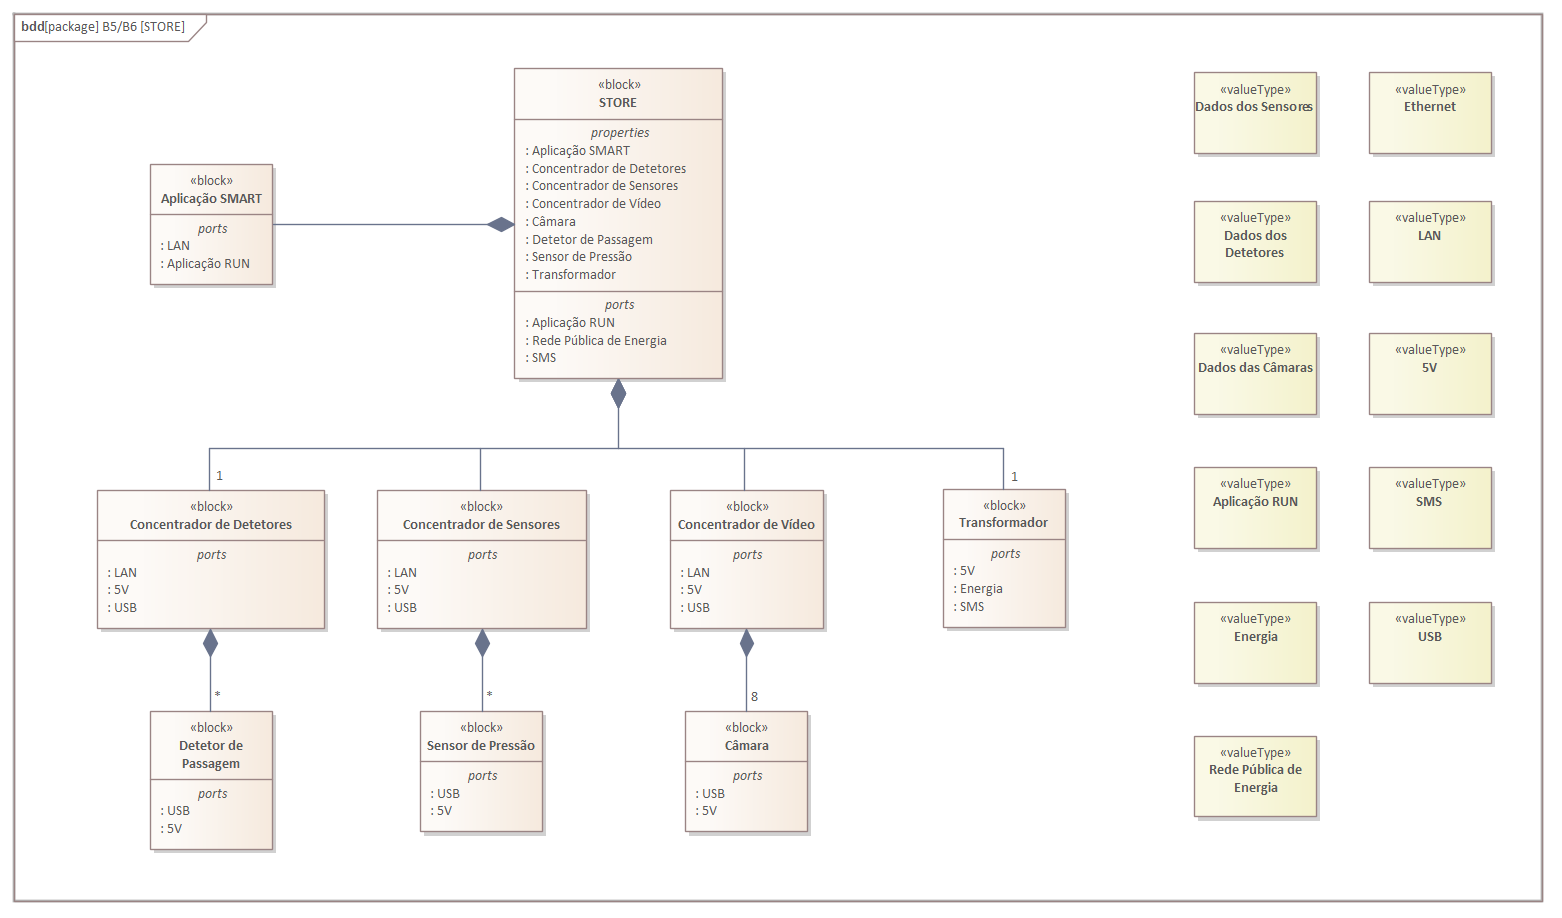 bdd[package] B5/B6 [STORE]
«block»
STORE
properties
: Aplicação SMART
: Concentrador de Detetores
: Concentrador de Sensores
: Concentrador de Vídeo
: Câmara
: Detetor de Passagem
: Sensor de Pressão
: Transformador
ports
: Aplicação RUN
: Rede Pública de Energia
: SMS
«block»
Aplicação SMART
ports
: LAN
: Aplicação RUN
1
1
«block»
Concentrador de Detetores
ports
: LAN
: 5V
: USB
«block»
Concentrador de Sensores
ports
: LAN
: 5V
: USB
«block»
Concentrador de Vídeo
ports
: LAN
: 5V
: USB
«block»
Transformador
ports
: 5V
: Energia
: SMS
*
*
8
«block»
Detetor de
Passagem
ports
: USB
: 5V
«block»
Sensor de Pressão
ports
: USB
: 5V
«block»
Câmara
ports
: USB
: 5V
«valueType»
Dados dos Sensores
«valueType»
Ethernet
«valueType»
Dados dos
Detetores
«valueType»
LAN
«valueType»
Dados das Câmaras
«valueType»
5V
«valueType»
Aplicação RUN
«valueType»
SMS
«valueType»
Energia
«valueType»
USB
«valueType»
Rede Pública de
Energia